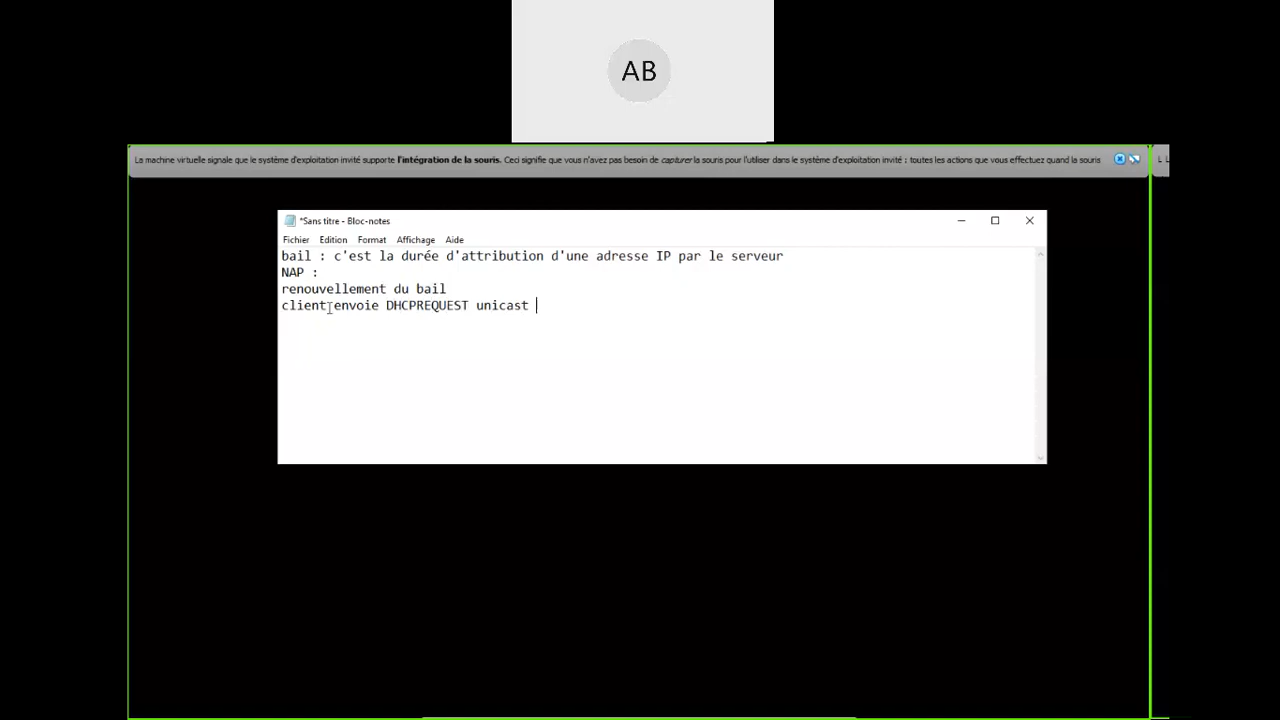 AB
La machine virtuelle signale que le système d'exploitation invité supporte l'intégration de la souris. Ceci signifie que vous n'avez pas besoin de capturer la souris pour l'utiliser dans le système d'exploitation invité ; toutes les actions que vous effectuez quand la souris
L L
*Sans titre - Bloc-notes
Fichier Edition Format Affichage Aide
bail : c'est la durée d'attribution d'une adresse IP par le serveur
NAP :
renouvellement du bail
client envoie DHCPREQUEST unicast